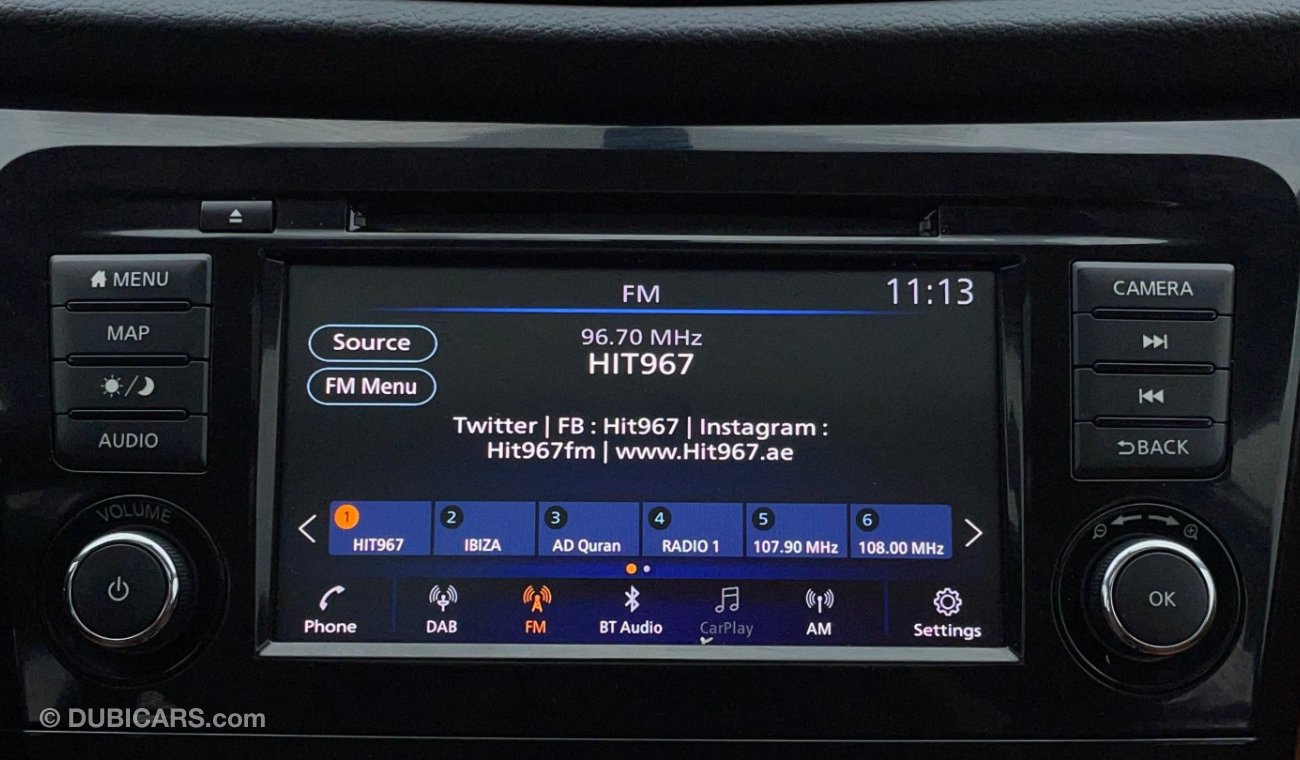 MENU
MAP
AUDIO
VOLUME
FM
11:13
Source
FM Menu
96.70 MHz
HIT967
Twitter | FB : Hit967 | Instagram :
Hit967fm | www.Hit967.ae
1
HIT967
2
IBIZA
3
AD Quran
4
RADIO 1
5
107.90 MHz
6
108.00 MHz
Phone
DAB
FM
BT Audio
CarPlay
AM
Settings
CAMERA
BACK
OK
© DUBICARS.com